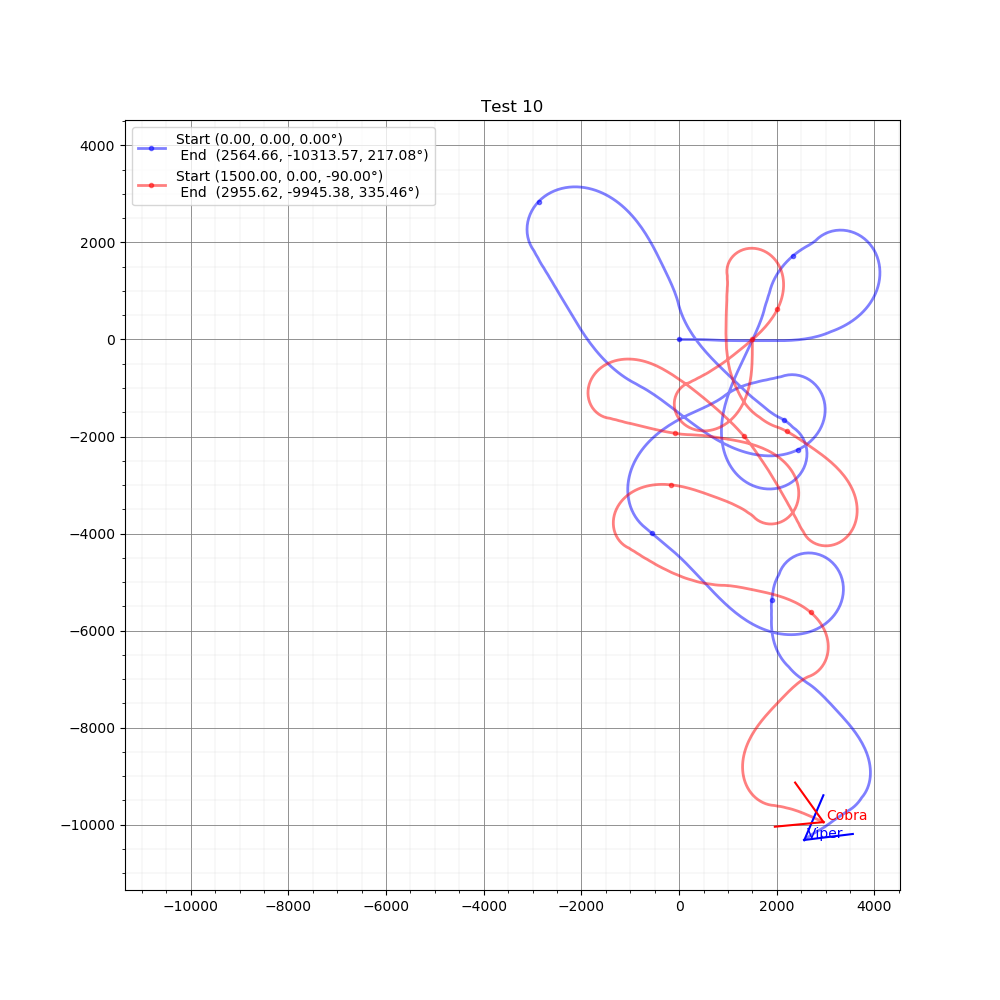 Test 10
Start (0.00, 0.00, 0.00°)
End (2564.66, -10313.57, 217.08°)
Start (1500.00, 0.00, -90.00°)
End (2955.62, -9945.38, 335.46°)
4000
2000
0
−2000
−4000
−6000
−8000
−10000
Cobra
Viper
−10000 −8000 −6000 −4000 −2000 0 2000 4000